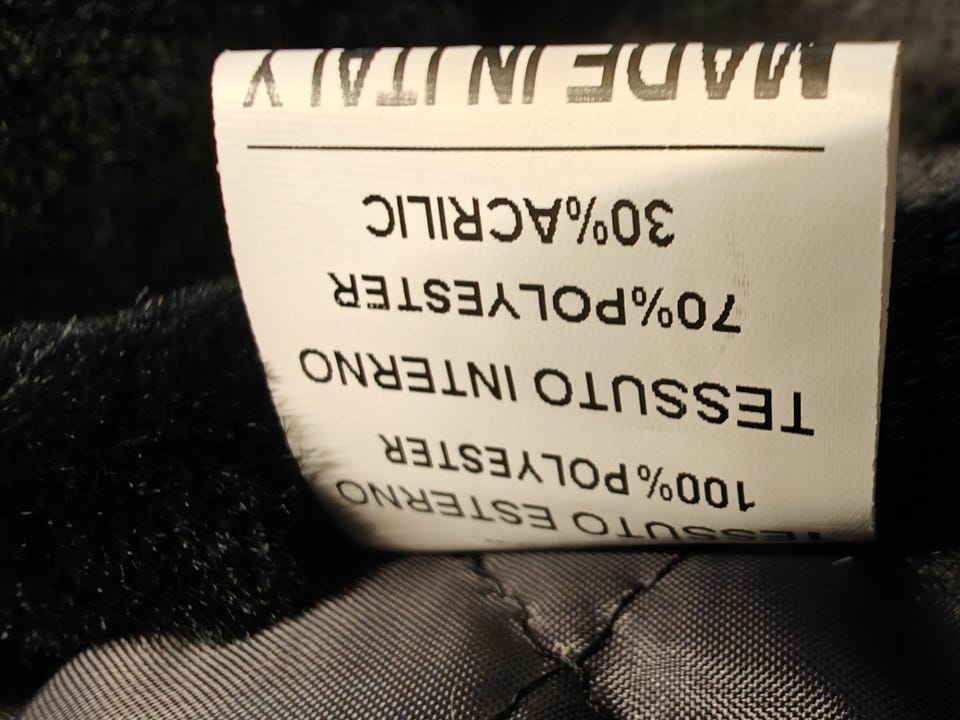 TESSUTO ESTERNO
100%POLYESTER
TESSUTO INTERNO
70%POLYESTER
30%ACRILIC
MADE IN ITALY